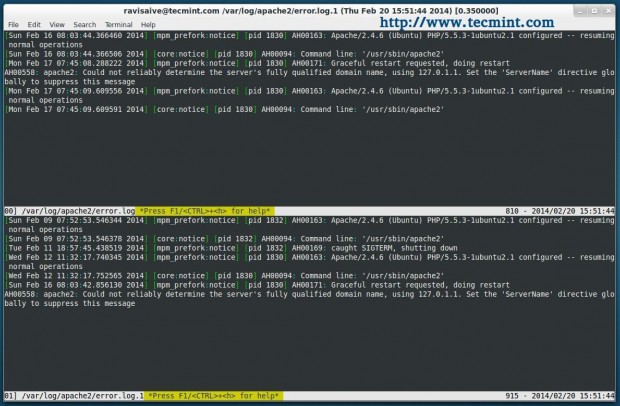 ravisaive@tecmint.com /var/log/apache2/error.log.1 (Thu Feb 20 15:51:44 2014) [0.350000]
File Edit View Search Terminal Help
http://www.tecmint.com
[Sun Feb 16 08:03:44.366460 2014] [mpm_prefork:notice] [pid 1830] AH00163: Apache/2.4.6 (Ubuntu) PHP/5.5.3-1ubuntu2.1 configured -- resuming
normal operations
[Sun Feb 16 08:03:44.366506 2014] [core:notice] [pid 1830] AH00094: Command line: '/usr/sbin/apache2'
[Mon Feb 17 07:45:08.288222 2014] [mpm_prefork:notice] [pid 1830] AH00171: Graceful restart requested, doing restart
AH00558: apache2: Could not reliably determine the server's fully qualified domain name, using 127.0.1.1. Set the 'ServerName' directive glo
bally to suppress this message
[Mon Feb 17 07:45:09.609556 2014] [mpm_prefork:notice] [pid 1830] AH00163: Apache/2.4.6 (Ubuntu) PHP/5.5.3-1ubuntu2.1 configured -- resuming
normal operations
[Mon Feb 17 07:45:09.609591 2014] [core:notice] [pid 1830] AH00094: Command line: '/usr/sbin/apache2'
00] /var/log/apache2/error.log *Press F1/<CTRL>+<h> for help* 810 - 2014/02/20 15:51:44
[Sun Feb 09 07:52:53.546344 2014] [mpm_prefork:notice] [pid 1832] AH00163: Apache/2.4.6 (Ubuntu) PHP/5.5.3-1ubuntu2.1 configured -- resuming
normal operations
[Sun Feb 09 07:52:53.546378 2014] [core:notice] [pid 1832] AH00094: Command line: '/usr/sbin/apache2'
[Tue Feb 11 18:57:45.438519 2014] [mpm_prefork:notice] [pid 1832] AH00169: caught SIGTERM, shutting down
[Wed Feb 12 11:32:17.740345 2014] [mpm_prefork:notice] [pid 1830] AH00163: Apache/2.4.6 (Ubuntu) PHP/5.5.3-1ubuntu2.1 configured -- resuming
normal operations
[Wed Feb 12 11:32:17.752565 2014] [core:notice] [pid 1830] AH00094: Command line: '/usr/sbin/apache2'
[Sun Feb 16 08:03:42.856130 2014] [mpm_prefork:notice] [pid 1830] AH00171: Graceful restart requested, doing restart
AH00558: apache2: Could not reliably determine the server's fully qualified domain name, using 127.0.1.1. Set the 'ServerName' directive glo
bally to suppress this message
01] /var/log/apache2/error.log.1 *Press F1/<CTRL>+<h> for help* 915 - 2014/02/20 15:51:44